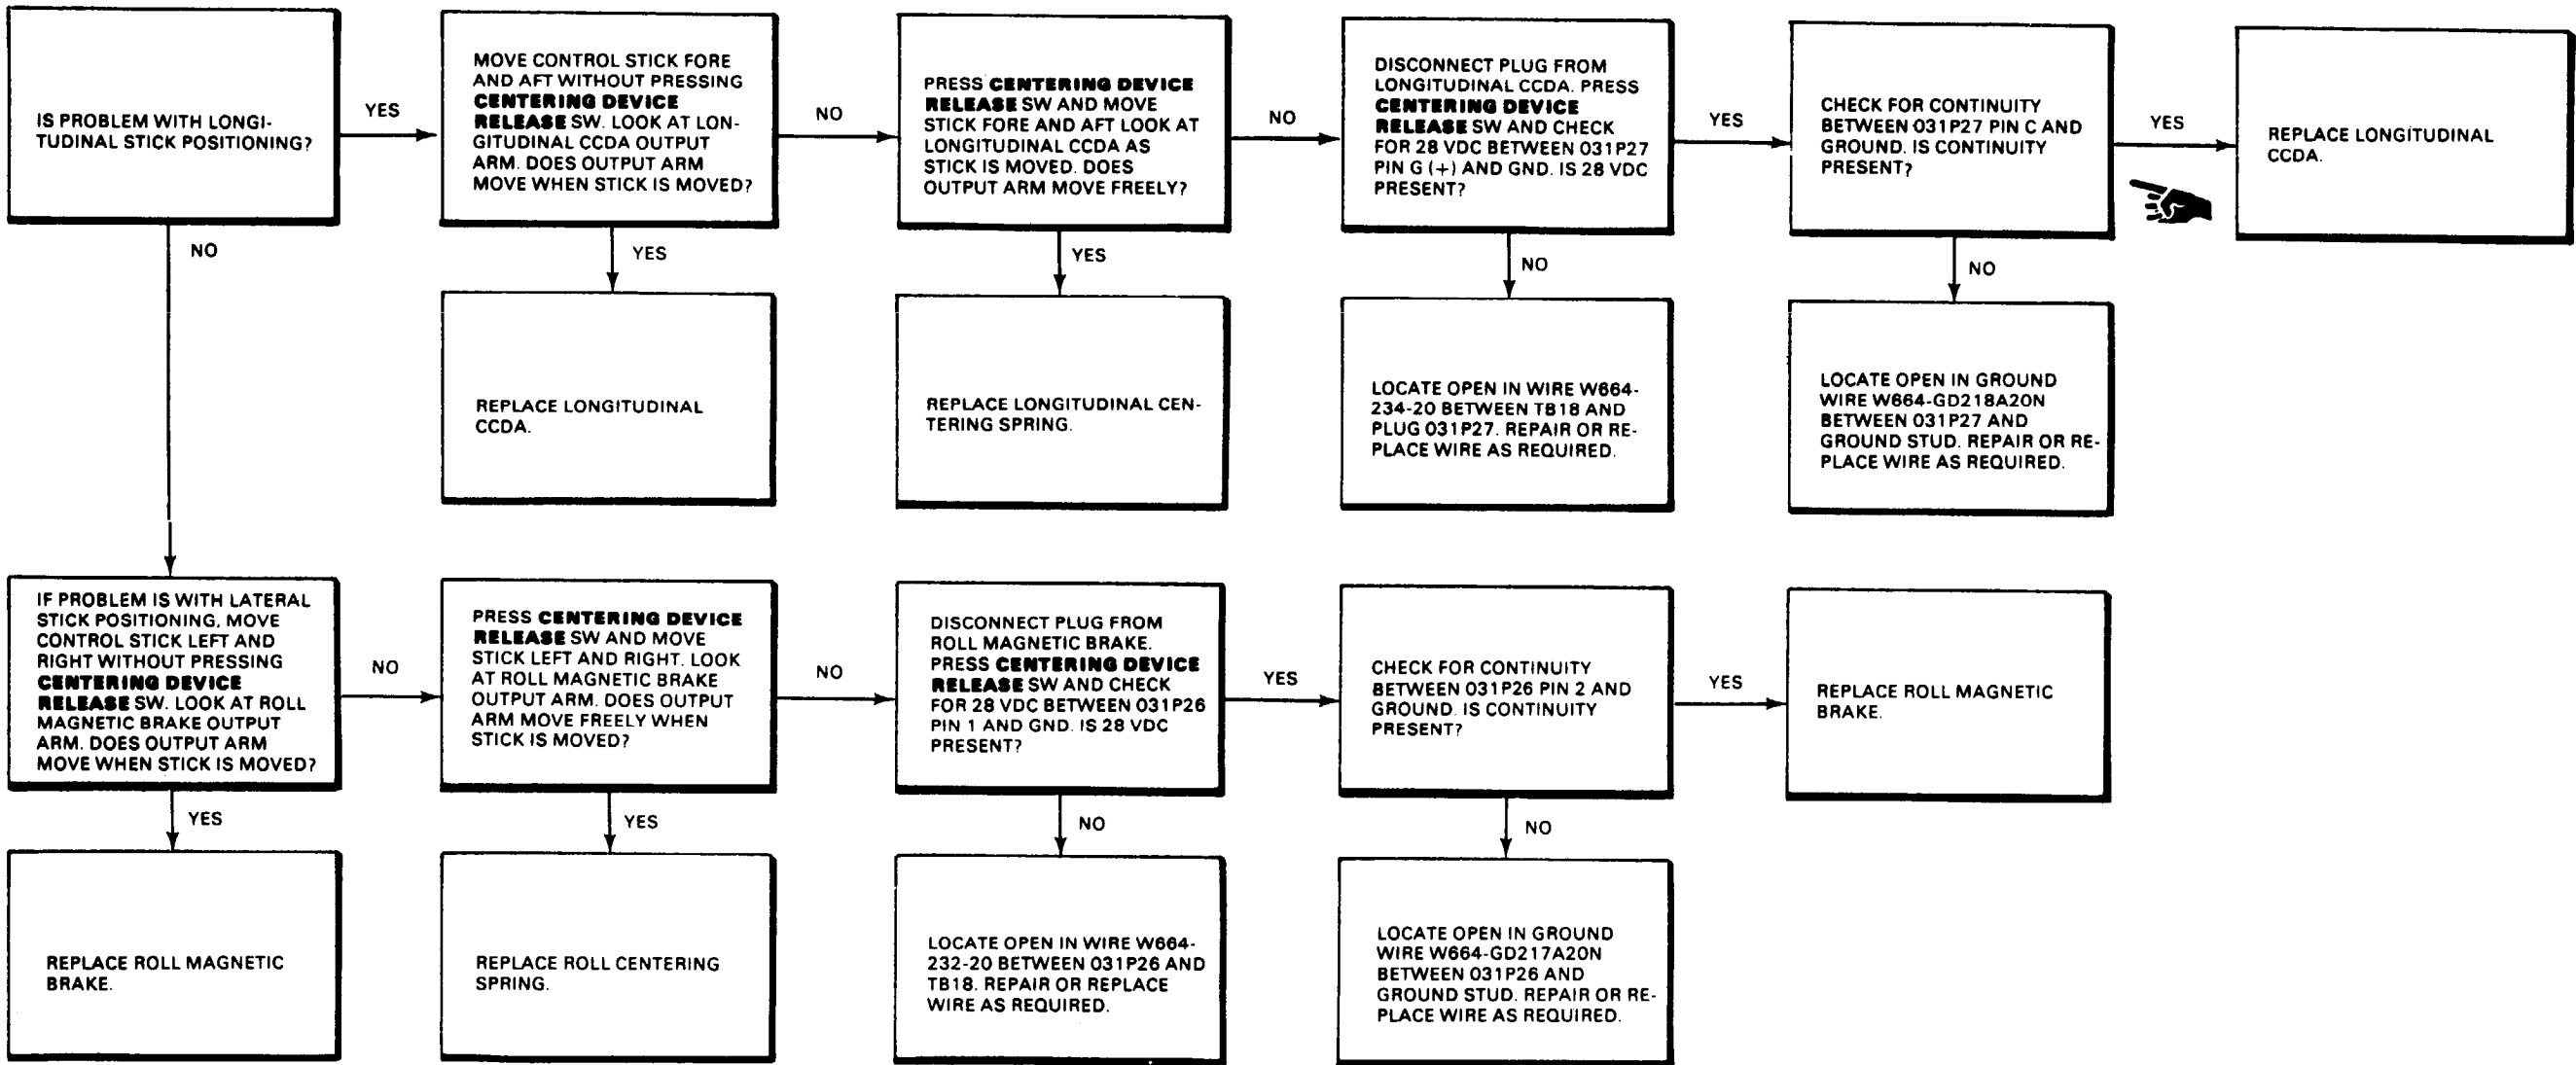 IS PROBLEM WITH LONGI-
TUDINAL STICK POSITIONING?
YES
MOVE CONTROL STICK FORE
AND AFT WITHOUT PRESSING
CENTERING DEVICE
RELEASE SW. LOOK AT LON-
GITUDINAL CCDA OUTPUT
ARM. DOES OUTPUT ARM
MOVE WHEN STICK IS MOVED?
NO
PRESS CENTERING DEVICE
RELEASE SW AND MOVE
STICK FORE AND AFT LOOK AT
LONGITUDINAL CCDA AS
STICK IS MOVED. DOES
OUTPUT ARM MOVE FREELY?
NO
DISCONNECT PLUG FROM
LONGITUDINAL CCDA. PRESS
CENTERING DEVICE
RELEASE SW AND CHECK
FOR 28 VDC BETWEEN 031P27
PIN G (+) AND GND. IS 28 VDC
PRESENT?
YES
CHECK FOR CONTINUITY
BETWEEN 031P27 PIN C AND
GROUND. IS CONTINUITY
PRESENT?
YES
REPLACE LONGITUDINAL
CCDA.
NO
YES
YES
NO
NO
REPLACE LONGITUDINAL
CCDA.
REPLACE LONGITUDINAL CEN-
TERING SPRING.
LOCATE OPEN IN WIRE W664-
234-20 BETWEEN TB18 AND
PLUG 031P27. REPAIR OR RE-
PLACE WIRE AS REQUIRED.
LOCATE OPEN IN GROUND
WIRE W664-GD218A20N
BETWEEN 031P27 AND
GROUND STUD. REPAIR OR RE-
PLACE WIRE AS REQUIRED.
IF PROBLEM IS WITH LATERAL
STICK POSITIONING, MOVE
CONTROL STICK LEFT AND
RIGHT WITHOUT PRESSING
CENTERING DEVICE
RELEASE SW. LOOK AT ROLL
MAGNETIC BRAKE OUTPUT
ARM. DOES OUTPUT ARM
MOVE WHEN STICK IS MOVED?
NO
PRESS CENTERING DEVICE
RELEASE SW AND MOVE
STICK LEFT AND RIGHT. LOOK
AT ROLL MAGNETIC BRAKE
OUTPUT ARM. DOES OUTPUT
ARM MOVE FREELY WHEN
STICK IS MOVED?
NO
DISCONNECT PLUG FROM
ROLL MAGNETIC BRAKE.
PRESS CENTERING DEVICE
RELEASE SW AND CHECK
FOR 28 VDC BETWEEN 031P26
PIN 1 AND GND. IS 28 VDC
PRESENT?
YES
CHECK FOR CONTINUITY
BETWEEN 031P26 PIN 2 AND
GROUND. IS CONTINUITY
PRESENT?
YES
REPLACE ROLL MAGNETIC
BRAKE.
YES
YES
NO
NO
REPLACE ROLL MAGNETIC
BRAKE.
REPLACE ROLL CENTERING
SPRING.
LOCATE OPEN IN WIRE W664-
232-20 BETWEEN 031P26 AND
TB18. REPAIR OR REPLACE
WIRE AS REQUIRED.
LOCATE OPEN IN GROUND
WIRE W664-GD217A20N
BETWEEN 031P26 AND
GROUND STUD. REPAIR OR RE-
PLACE WIRE AS REQUIRED.